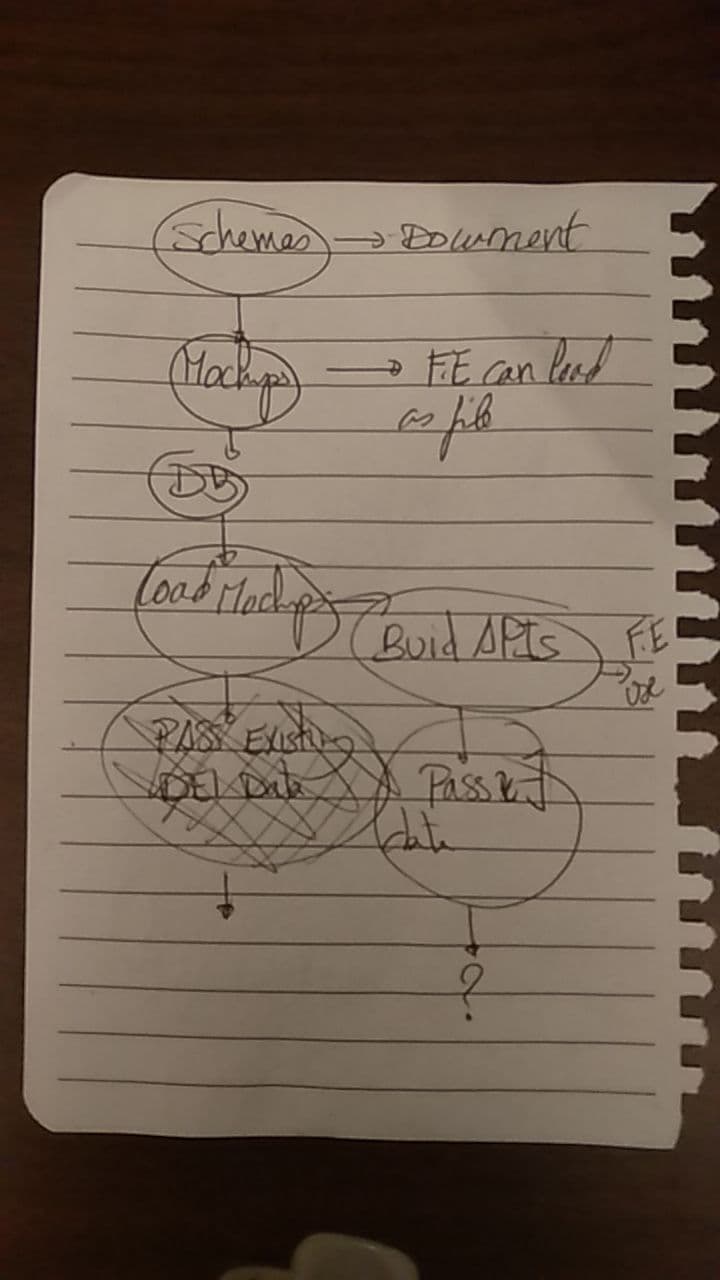 Schemas → Document
Mockups → F.E can load
as file
DB
Load Mockups
Buid APIs → F.E
use
PASS Existing
DEI Data
Pass
data
?